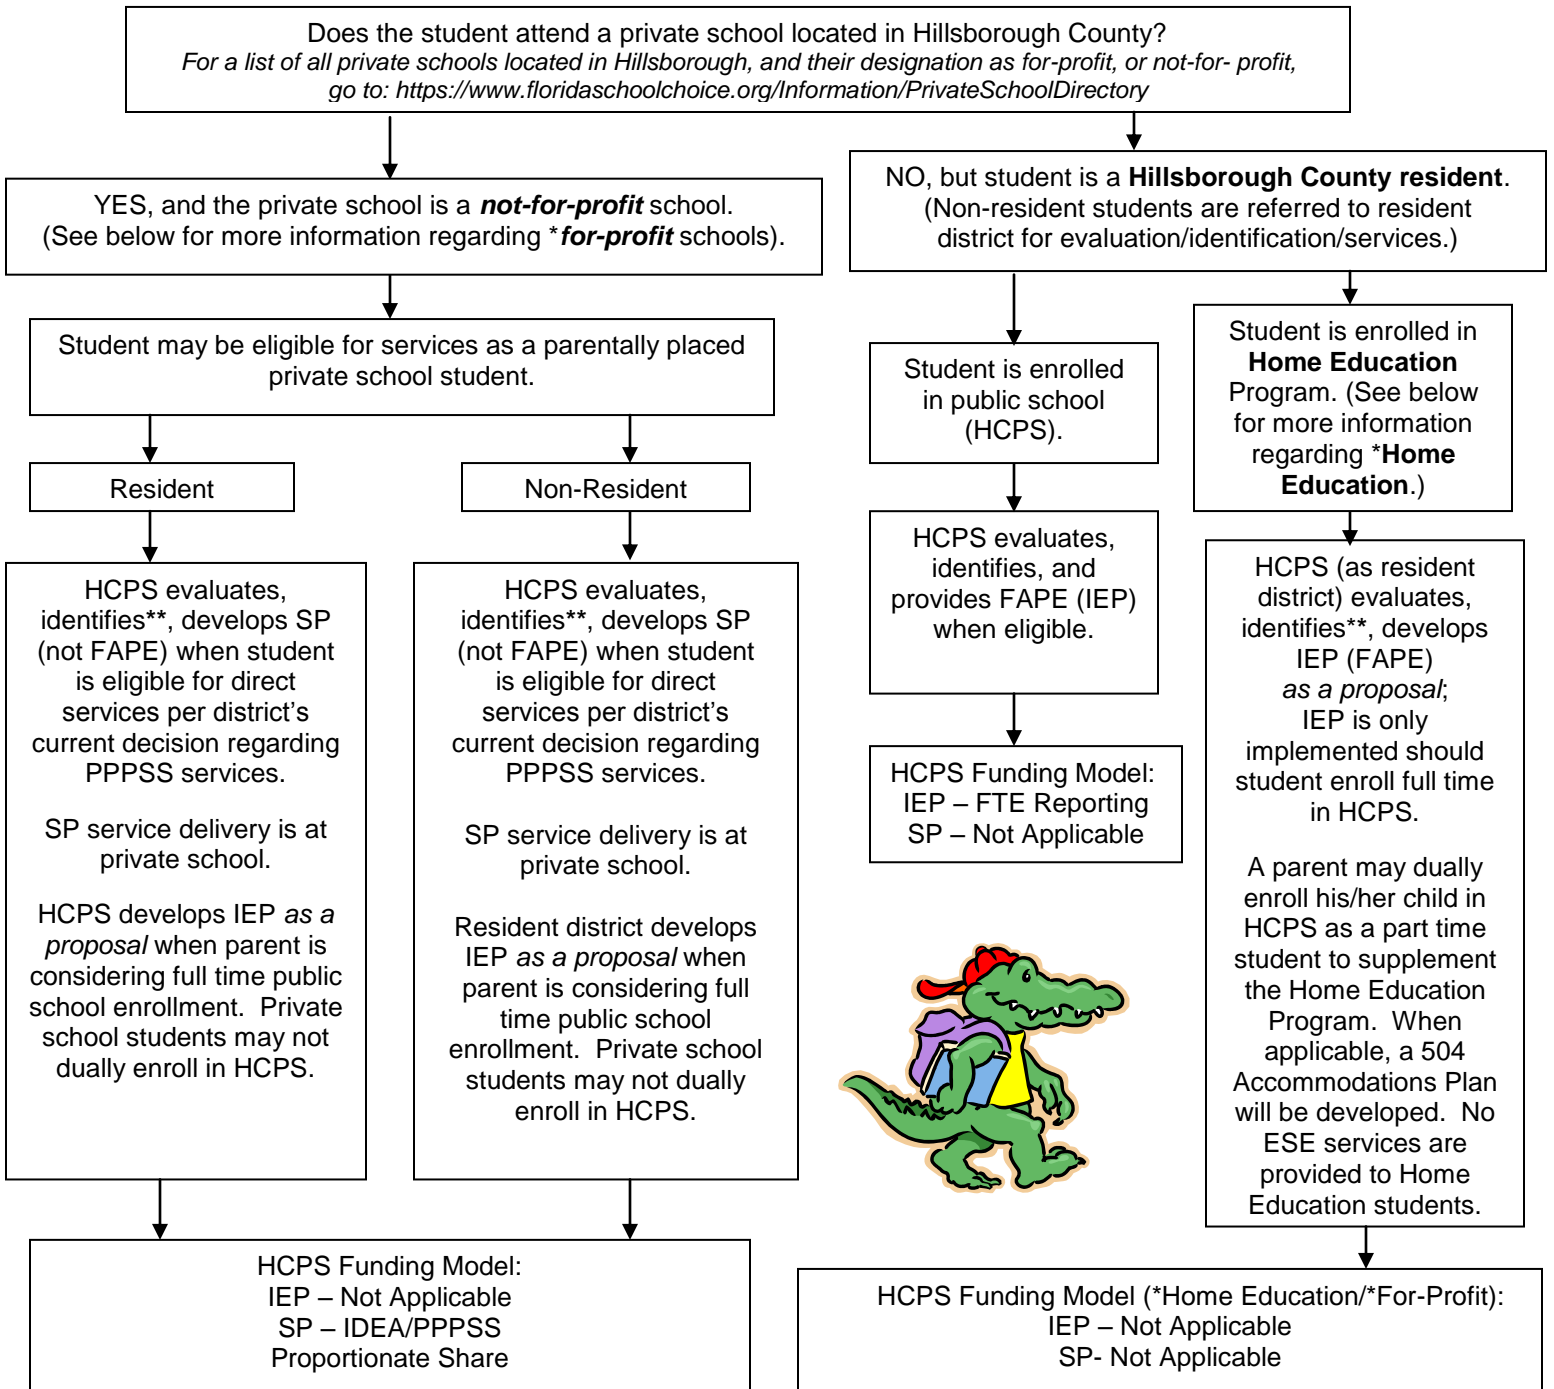 Does the student attend a private school located in Hillsborough County?
For a list of all private schools located in Hillsborough, and their designation as for-profit, or not-for- profit,
go to: https://www.floridaschoolchoice.org/Information/PrivateSchoolDirectory
YES, and the private school is a not-for-profit school.
(See below for more information regarding *for-profit schools).
NO, but student is a Hillsborough County resident.
(Non-resident students are referred to resident
district for evaluation/identification/services.)
Student may be eligible for services as a parentally placed
private school student.
Resident
Non-Resident
Student is enrolled
in public school
(HCPS).
Student is enrolled in
Home Education
Program. (See below
for more information
regarding *Home
Education.)
HCPS evaluates,
identifies**, develops SP
(not FAPE) when student
is eligible for direct
services per district's
current decision regarding
PPPSS services.
SP service delivery is at
private school.
HCPS develops IEP as a
proposal when parent is
considering full time public
school enrollment.  Private
school students may not
dually enroll in HCPS.
HCPS evaluates,
identifies**, develops SP
(not FAPE) when student
is eligible for direct
services per district's
current decision regarding
PPPSS services.
SP service delivery is at
private school.
Resident district develops
IEP as a proposal when
parent is considering full
time public school
enrollment.  Private school
students may not dually
enroll in HCPS.
HCPS evaluates,
identifies, and
provides FAPE (IEP)
when eligible.
HCPS Funding Model:
IEP – FTE Reporting
SP – Not Applicable
HCPS (as resident
district) evaluates,
identifies**, develops
IEP (FAPE)
as a proposal;
IEP is only
implemented should
student enroll full time
in HCPS.
A parent may dually
enroll his/her child in
HCPS as a part time
student to supplement
the Home Education
Program.  When
applicable, a 504
Accommodations Plan
will be developed.  No
ESE services are
provided to Home
Education students.
HCPS Funding Model:
IEP – Not Applicable
SP – IDEA/PPPSS
Proportionate Share
HCPS Funding Model (*Home Education/*For-Profit):
IEP – Not Applicable
SP- Not Applicable